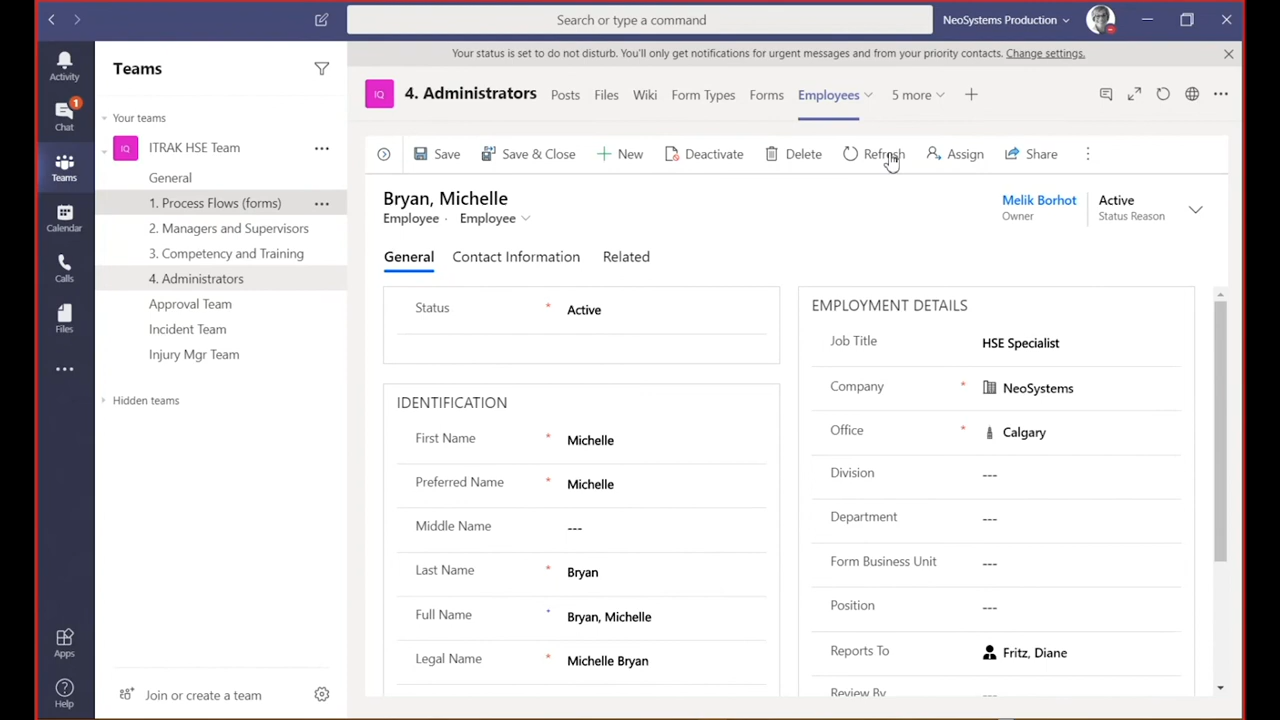 Search or type a command
NeoSystems Production
Your status is set to do not disturb. You'll only get notifications for urgent messages and from your priority contacts. Change settings.
Activity
Chat
1
Teams
Calendar
Calls
Files
Apps
Help
Teams
Your teams
ITRAK HSE Team
General
1. Process Flows (forms)
2. Managers and Supervisors
3. Competency and Training
4. Administrators
Approval Team
Incident Team
Injury Mgr Team
Hidden teams
Join or create a team
IQ
4. Administrators Posts Files Wiki Form Types Forms Employees 5 more
Save Save & Close New Deactivate Delete Refresh Assign Share
Bryan, Michelle
Employee · Employee
Melik Borhot
Owner
Active
Status Reason
General Contact Information Related
Status * Active
IDENTIFICATION
First Name * Michelle
Preferred Name * Michelle
Middle Name ---
Last Name * Bryan
Full Name * Bryan, Michelle
Legal Name * Michelle Bryan
EMPLOYMENT DETAILS
Job Title HSE Specialist
Company * NeoSystems
Office * Calgary
Division ---
Department ---
Form Business Unit ---
Position ---
Reports To Fritz, Diane
Review By ---